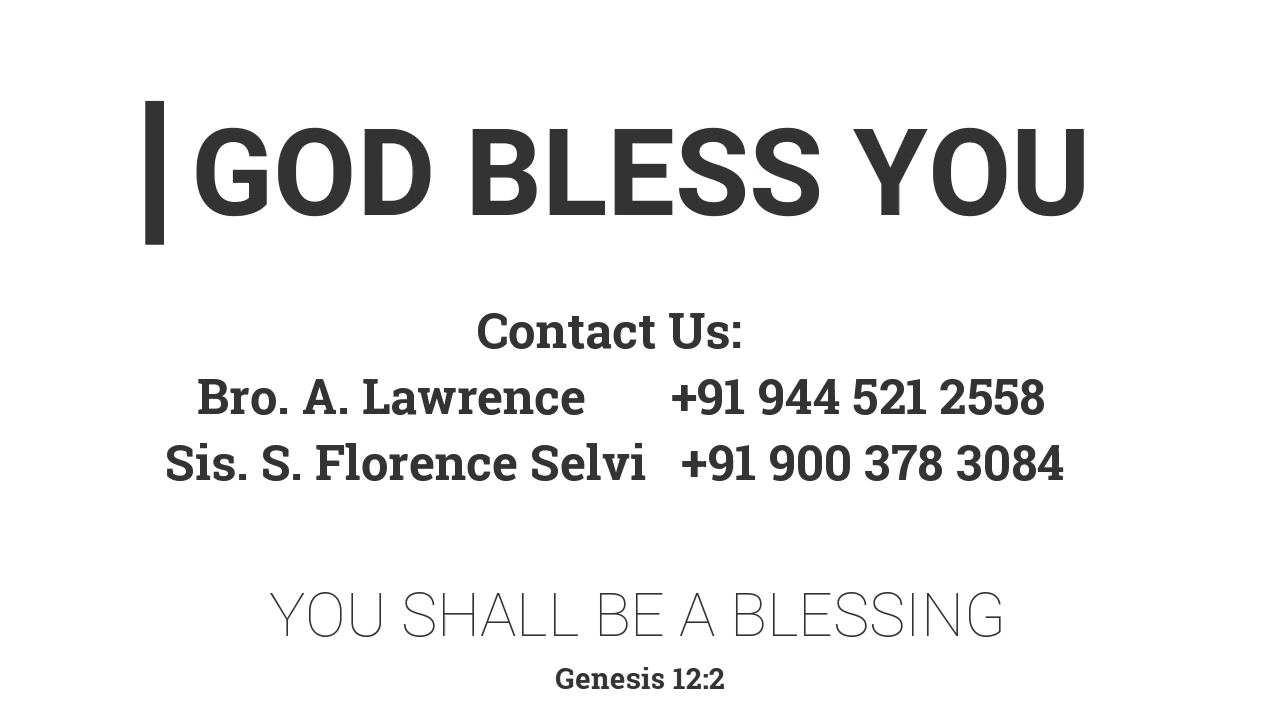 GOD BLESS YOU
Contact Us:
Bro. A. Lawrence +91 944 521 2558
Sis. S. Florence Selvi +91 900 378 3084
YOU SHALL BE A BLESSING
Genesis 12:2